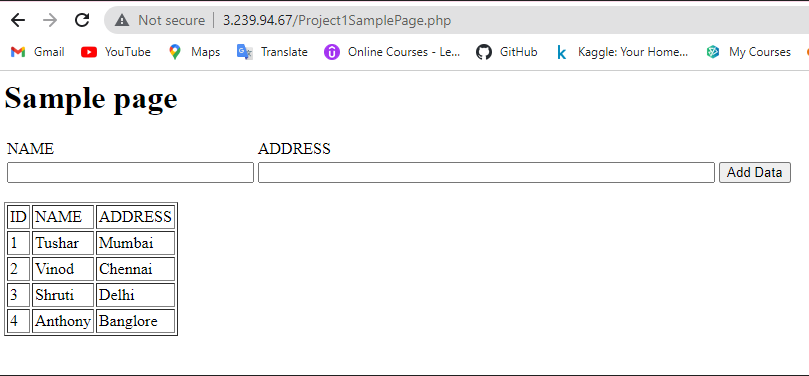 Not secure | 3.239.94.67/Project1SamplePage.php
Gmail YouTube Maps Translate Online Courses - Le... GitHub Kaggle: Your Home... My Courses
Sample page
NAME ADDRESS
Add Data
ID NAME ADDRESS
1 Tushar Mumbai
2 Vinod Chennai
3 Shruti Delhi
4 Anthony Banglore